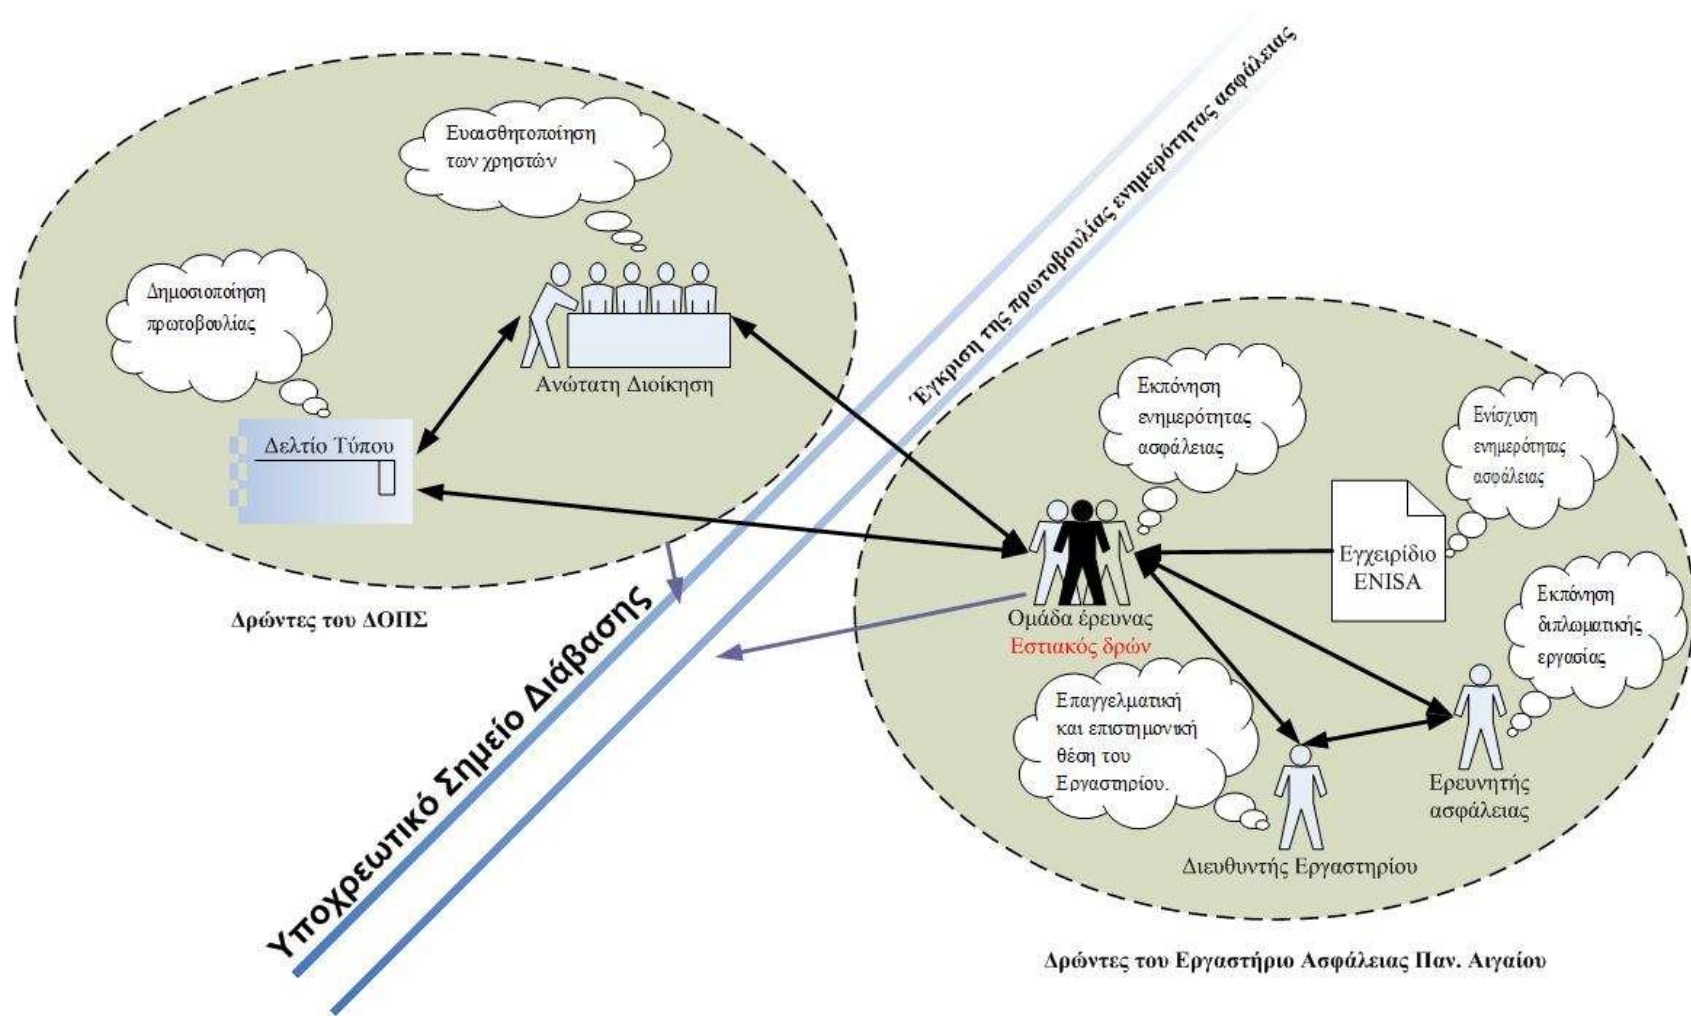 Ευαισθητοποίηση
των χρηστών
Δημοσιοποίηση
πρωτοβουλίας
Ανώτατη Διοίκηση
Δελτίο Τύπου
Δρώντες του ΔΟΠΣ
Υποχρεωτικό Σημείο Διάβασης
Έγκριση της πρωτοβουλίας ενημερότητας ασφάλειας
Εκπόνηση
ενημερότητας
ασφάλειας
Ενίσχυση
ενημερότητας
ασφάλειας
Εγχειρίδιο
ENISA
Ομάδα έρευνας
Εστιακός δρών
Εκπόνηση
διπλωματικής
εργασίας
Επαγγελματική
και επιστημονική
θέση του
Εργαστηρίου.
Ερευνητής
ασφάλειας
Διευθυντής Εργαστηρίου
Δρώντες του Εργαστήριο Ασφάλειας Παν. Αιγαίου